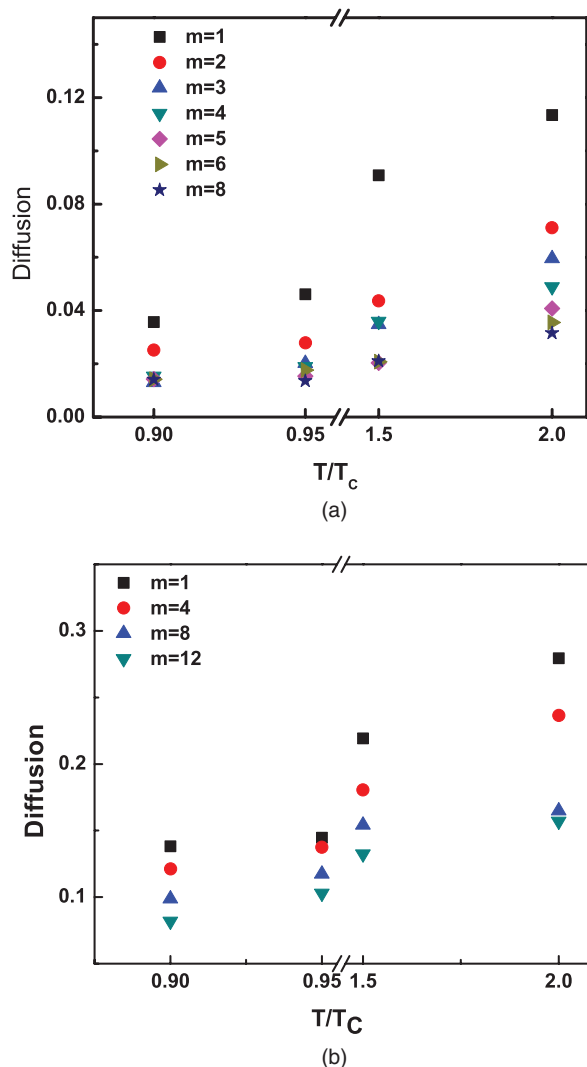 m=1
m=2
m=3
m=4
m=5
m=6
m=8
0.12
0.08
0.04
0.00
Diffusion
0.90 0.95 1.5 2.0
T/Tc
(a)
m=1
m=4
m=8
m=12
0.3
0.2
0.1
Diffusion
0.90 0.95 1.5 2.0
T/TC
(b)